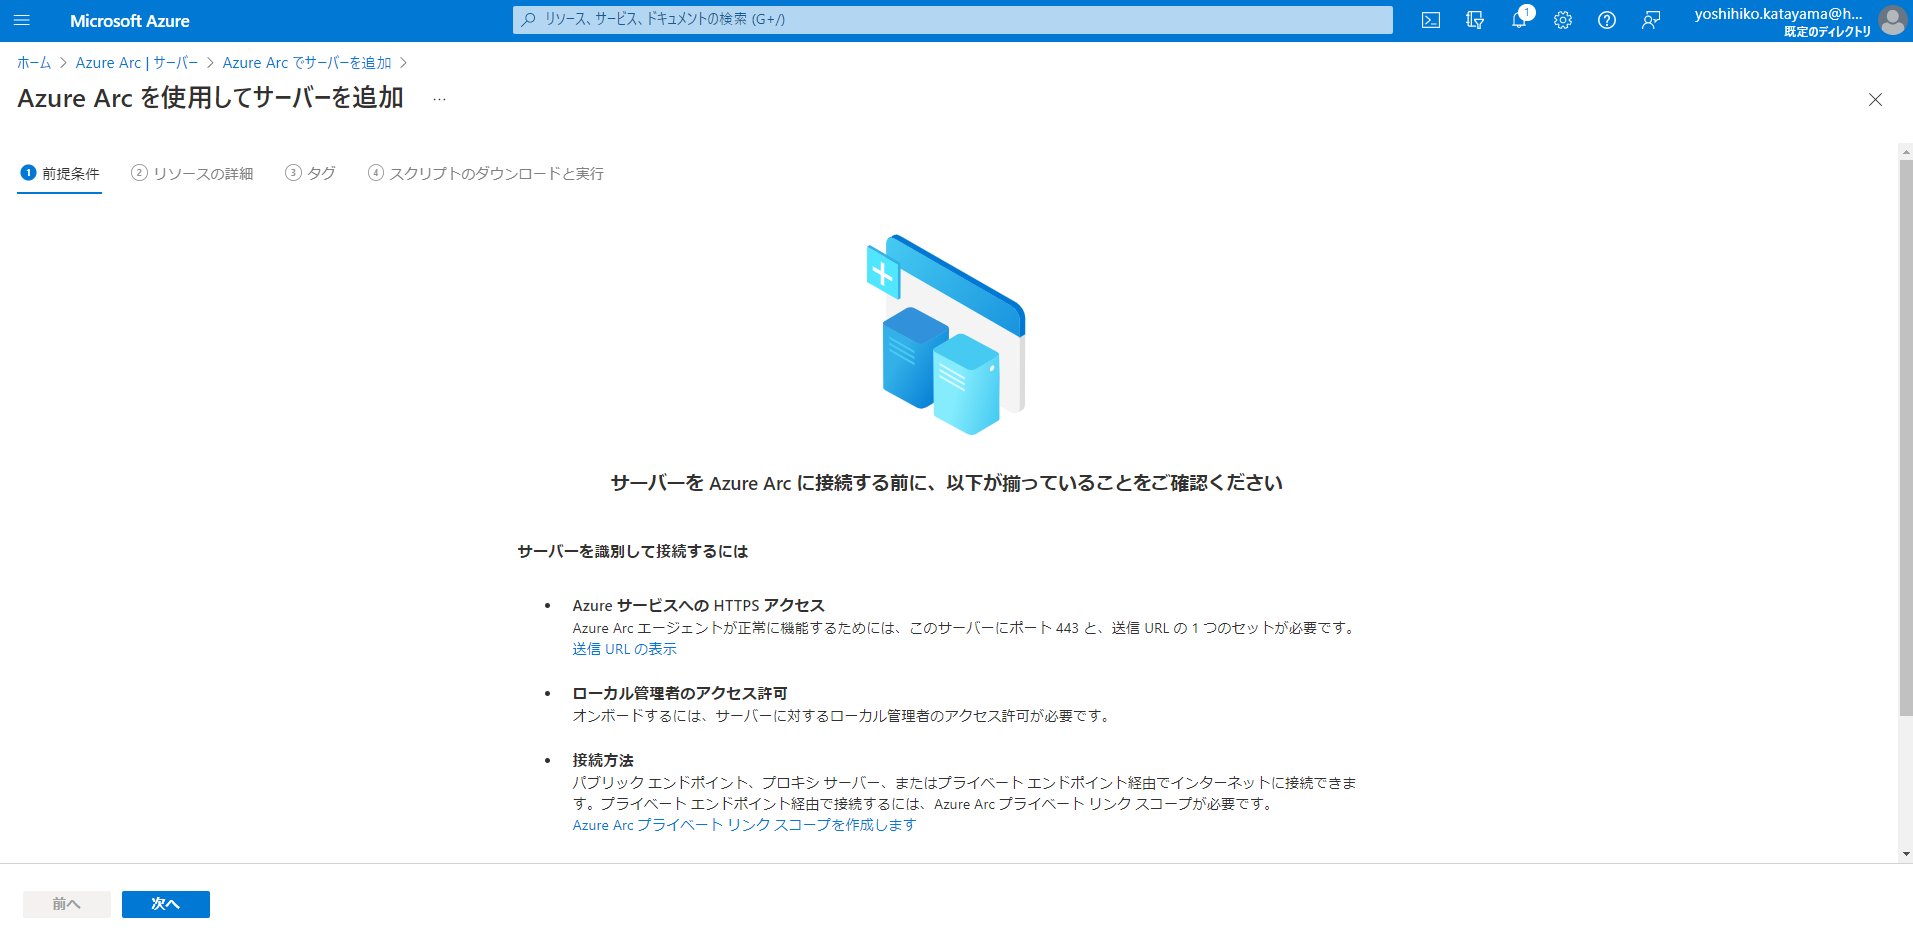 Microsoft Azure
リソース、サービス、ドキュメントの検索 (G+/)
1
yoshihiko.katayama@h...
既定のディレクトリ
ホーム > Azure Arc | サーバー > Azure Arc でサーバーを追加 >
Azure Arc を使用してサーバーを追加 ...
1 前提条件 2 リソースの詳細 3 タグ 4 スクリプトのダウンロードと実行
サーバーを Azure Arc に接続する前に、以下が揃っていることをご確認ください
サーバーを識別して接続するには
• Azure サービスへの HTTPS アクセス
Azure Arc エージェントが正常に機能するためには、このサーバーにポート 443 と、送信 URL の 1 つのセットが必要です。
送信 URL の表示
• ローカル管理者のアクセス許可
オンボードするには、サーバーに対するローカル管理者のアクセス許可が必要です。
• 接続方法
パブリック エンドポイント、プロキシ サーバー、またはプライベート エンドポイント経由でインターネットに接続できま
す。プライベート エンドポイント経由で接続するには、Azure Arc プライベート リンク スコープが必要です。
Azure Arc プライベート リンク スコープを作成します
前へ 次へ